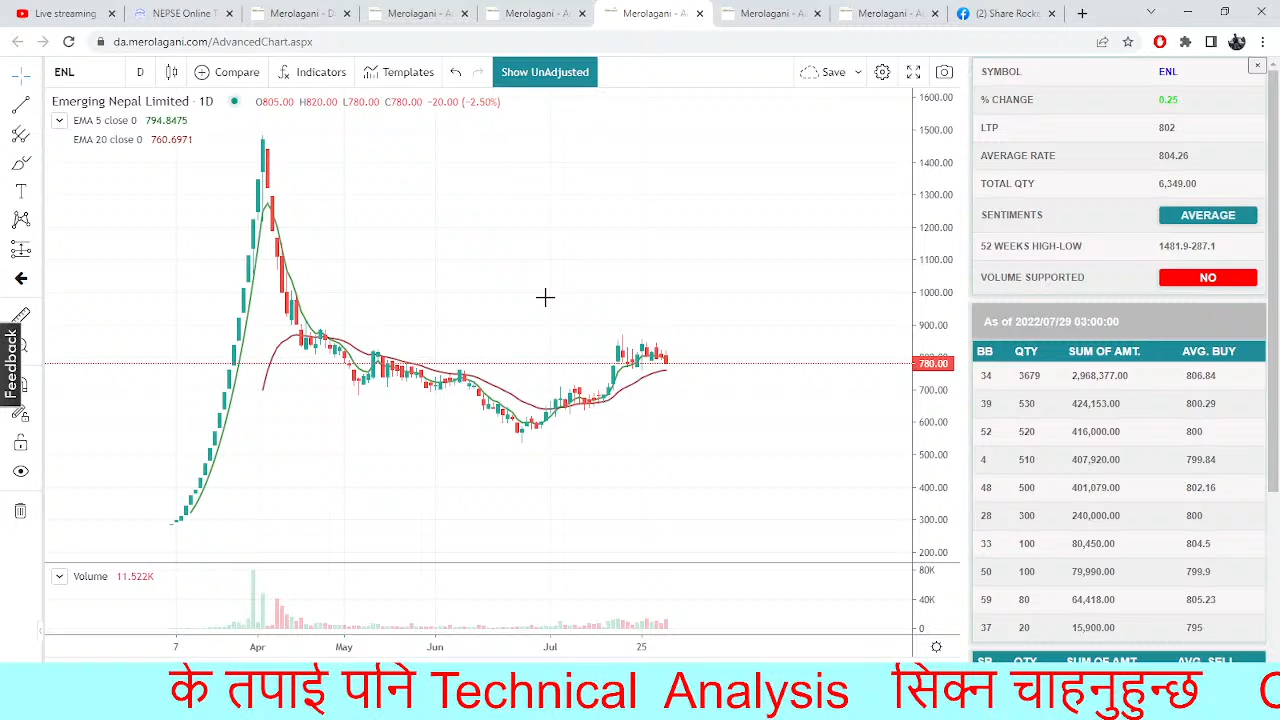 Live streaming
NEPSE Online T
Merolagani - D
Merolagani - A
Merolagani - A
Merolagani - A
Merolagani - A
Merolagani - A
(2) Share Rocke
da.merolagani.com/AdvancedChart.aspx
ENL D Compare Indicators Templates Show UnAdjusted Save
Emerging Nepal Limited · 1D O805.00 H820.00 L780.00 C780.00 -20.00 (-2.50%)
EMA 5 close 0 794.8475
EMA 20 close 0 760.6971
1600.00
1500.00
1400.00
1300.00
1200.00
1100.00
1000.00
900.00
780.00
700.00
600.00
500.00
400.00
300.00
200.00
Volume 11.522K
80K
40K
0
7 Apr May Jun Jul 25
Feedback
SYMBOL ENL
% CHANGE 0.25
LTP 802
AVERAGE RATE 804.26
TOTAL QTY 6,349.00
SENTIMENTS AVERAGE
52 WEEKS HIGH-LOW 1481.9-287.1
VOLUME SUPPORTED NO
As of 2022/07/29 03:00:00
BB QTY SUM OF AMT. AVG. BUY
34 3679 2,968,377.00 806.84
39 530 424,153.00 800.29
52 520 416,000.00 800
4 510 407,920.00 799.84
48 500 401,079.00 802.16
28 300 240,000.00 800
33 100 80,450.00 804.5
50 100 79,990.00 799.9
59 80 64,418.00 805.23
37 20 15,900.00 795
के तपाई पनि Technical Analysis सिक्न चाहनुहुन्छ